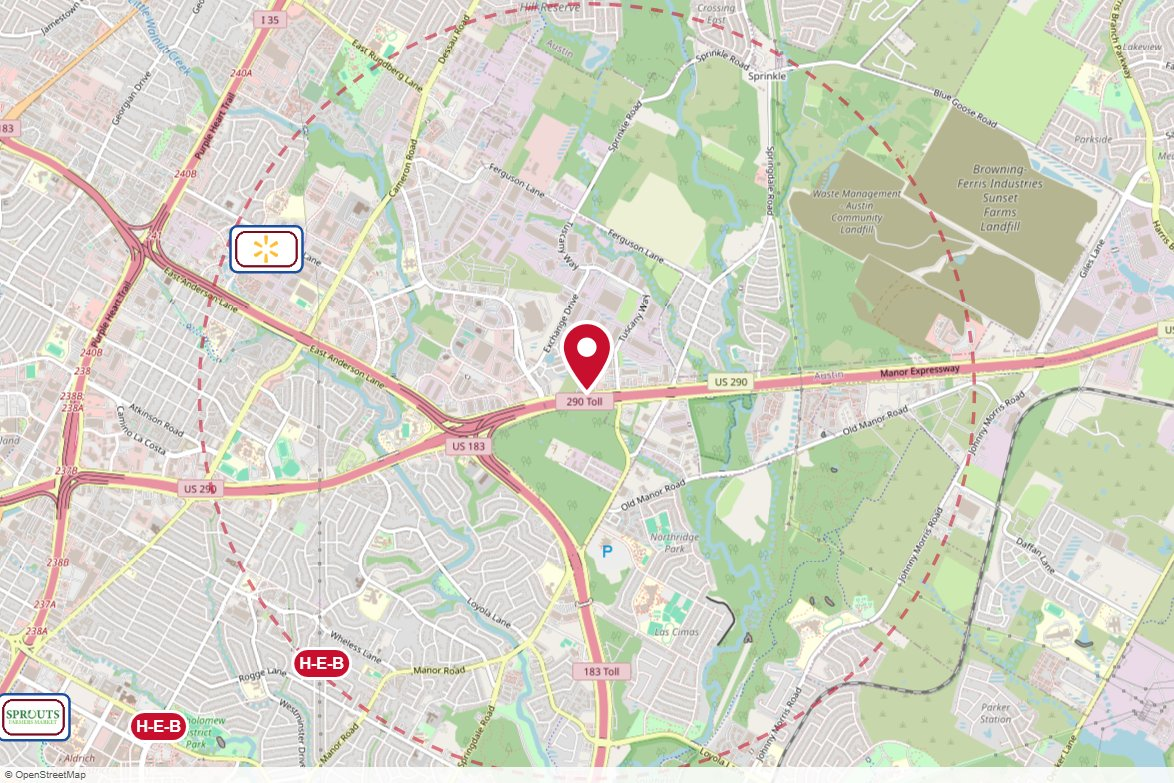 Jamestown
I 35
Hill Reserve
Crossing
East
Little Walnut Creek
East Rundberg Lane
Dessau Road
Austin
Sprinkle Road
Sprinkle
Branch Parkway
Lakeview
240A
Georgian Drive
Blue Goose Road
183
Purple Heart Trail
Cameron Road
Sprinkle Road
Parkside
240B
Ferguson Lane
Springdale Road
Browning-
Ferris Industries
Sunset
Farms
Landfill
Waste Management
- Austin
Community
Landfill
241
Tuscany
Way
Ferguson Lane
Lane
Giles Lane
East Anderson Lane
Purple Heart Trail
Exchange Drive
Tuscany Way
240B
East Anderson Lane
238
238B
238A
US 290
Austin
Manor Expressway
290 Toll
Atkinson Road
Camino La Costa
Old Manor Road
Johnny Morris Road
US 183
237B
US 290
Old Manor Road
Northridge
Park
P
Johnny Morris Road
Daffan Lane
238B
237A
Loyola Lane
Las Cimas
238A
Wheless Lane
H-E-B
Rogge Lane
Manor Road
183 Toll
Westminster Drive
SPROUTS
FARMERS MARKET
H-E-B
Johnny Morris Road
Parker
Station
Manor Road
Springdale Road
Loyola
Aldrich
© OpenStreetMap